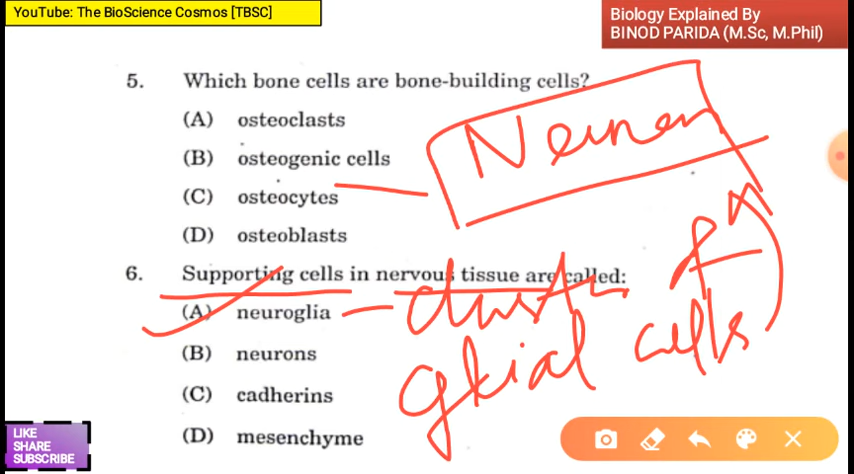 YouTube: The BioScience Cosmos [TBSC]
Biology Explained By
BINOD PARIDA (M.Sc, M.Phil)
5. Which bone cells are bone-building cells?
(A) osteoclasts
(B) osteogenic cells
(C) osteocytes
(D) osteoblasts
6. Supporting cells in nervous tissue are called:
(A) neuroglia
(B) neurons
(C) cadherins
(D) mesenchyme
of
glial cells
LIKE
SHARE
SUBSCRIBE